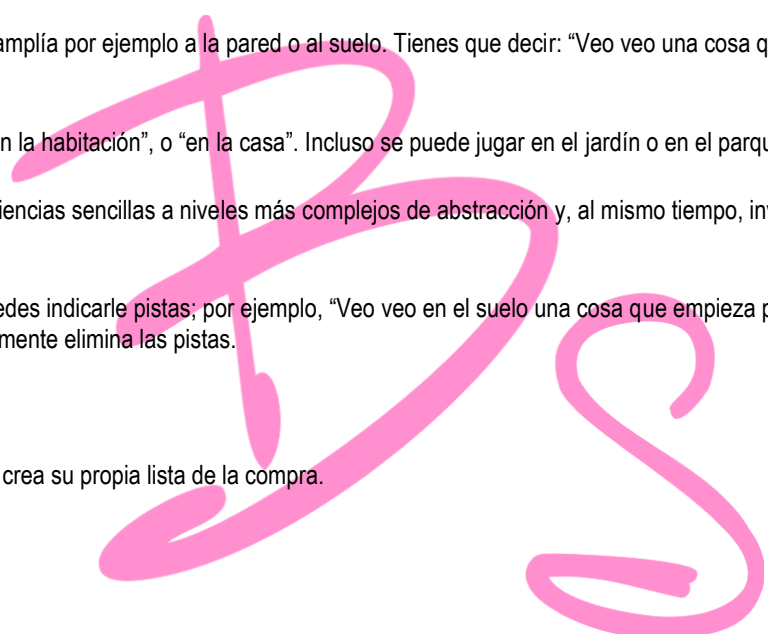 amplía por ejemplo a la pared o al suelo. Tienes que decir: “Veo veo una cosa q
n la habitación”, o “en la casa”. Incluso se puede jugar en el jardín o en el parqu
iencias sencillas a niveles más complejos de abstracción y, al mismo tiempo, inv
edes indicarle pistas; por ejemplo, “Veo veo en el suelo una cosa que empieza p
mente elimina las pistas.
crea su propia lista de la compra.
B
S